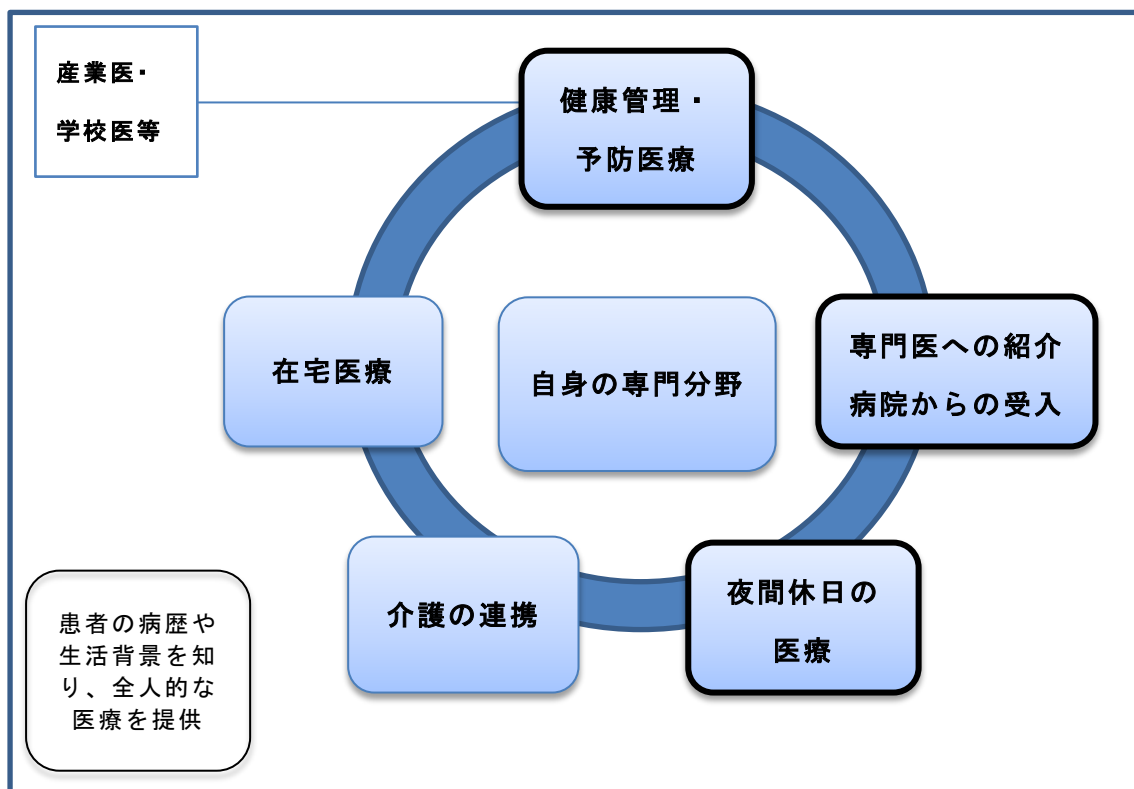 産業医・
学校医等
健康管理・
予防医療
在宅医療
自身の専門分野
専門医への紹介
病院からの受入
介護の連携
夜間休日の
医療
患者の病歴や
生活背景を知
り、全人的な
医療を提供